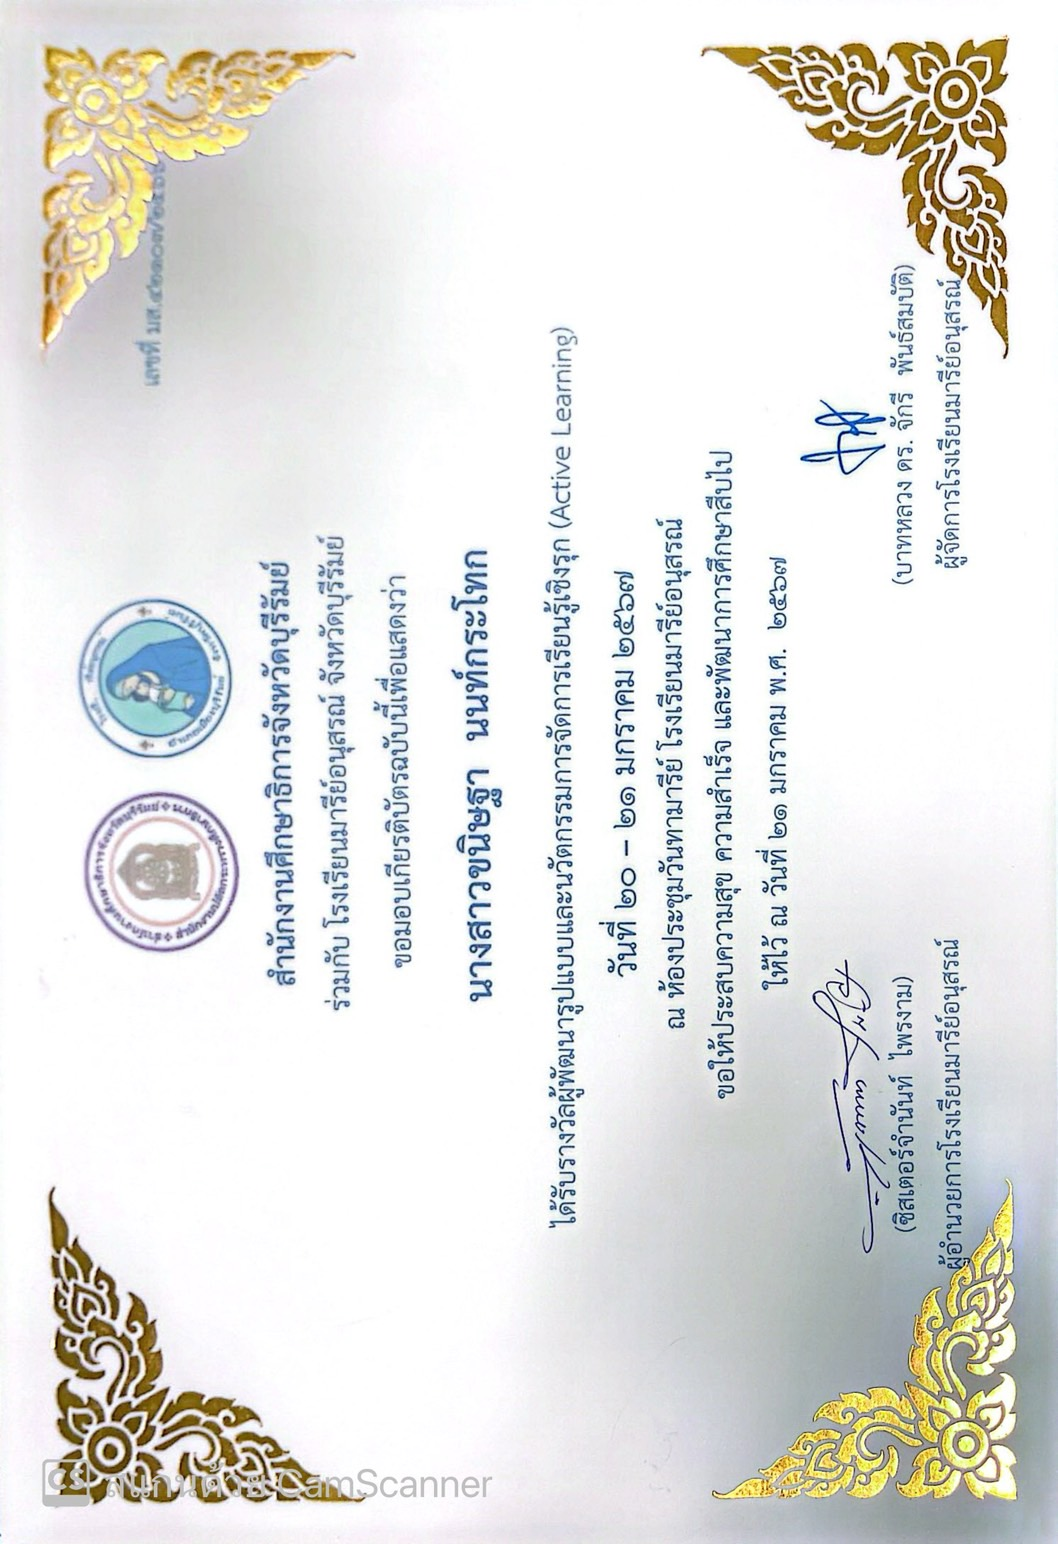 เลขที่ มส.
สำนักงานศึกษาธิการจังหวัดบุรีรัมย์
ร่วมกับ โรงเรียนมารีย์อนุสรณ์ จังหวัดบุรีรัมย์
ขอมอบเกียรติบัตรฉบับนี้เพื่อแสดงว่า
นางสาวขนิษฐา นนท์กระโทก
ได้รับรางวัลผู้พัฒนารูปแบบและนวัตกรรมการจัดการเรียนรู้เชิงรุก (Active Learning)
วันที่ ๒๐ – ๒๑ มกราคม ๒๕๖๗
ณ ห้องประชุมวันทามารีย์ โรงเรียนมารีย์อนุสรณ์
ขอให้ประสบความสุข ความสำเร็จ และพัฒนาการศึกษาสืบไป
ให้ไว้ ณ วันที่ ๒๑ มกราคม พ.ศ. ๒๕๖๗
(ซิสเตอร์จำนันท์ ไพรงาม)
ผู้อำนวยการโรงเรียนมารีย์อนุสรณ์
(บาทหลวง ดร. จักรี พันธ์สมบัติ)
ผู้จัดการโรงเรียนมารีย์อนุสรณ์
CS สแกนด้วย CamScanner